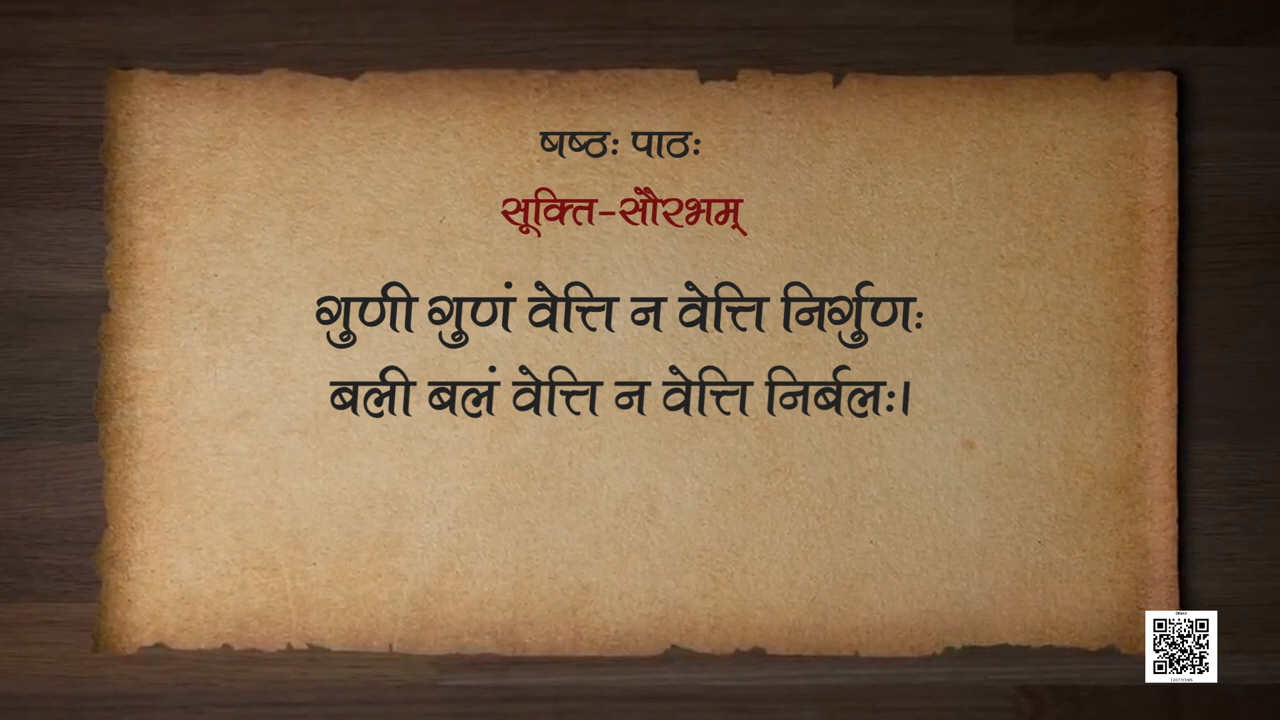 षष्ठः पाठः
सूक्ति-सौरभम्
गुणी गुणं वेत्ति न वेत्ति निर्गुणः
बली बलं वेत्ति न वेत्ति निर्बलः।